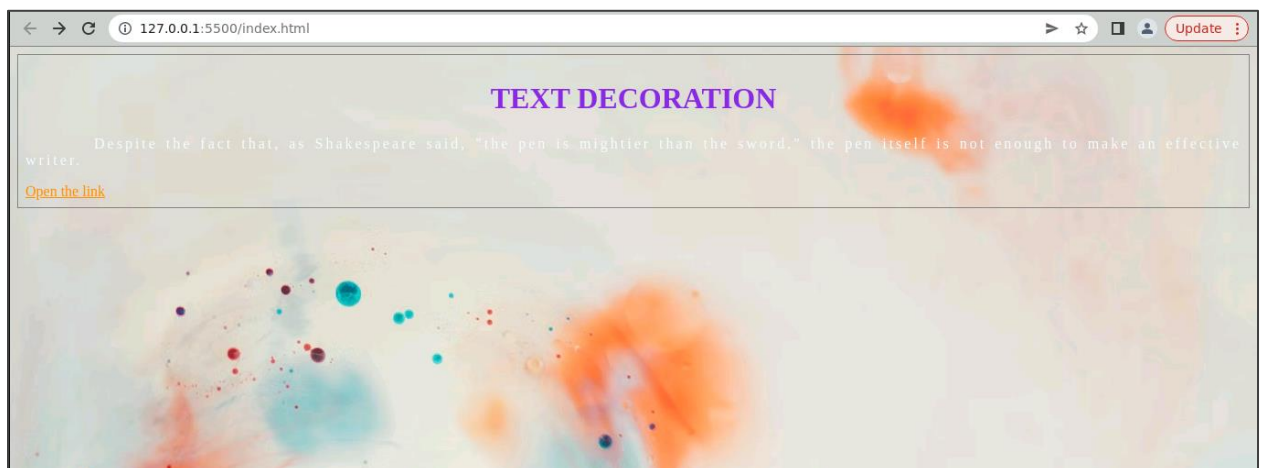 127.0.0.1:5500/index.html
Update
TEXT DECORATION
Despite the fact that, as Shakespeare said, "the pen is mightier than the sword," the pen itself is not enough to make an effective
writer.
Open the link